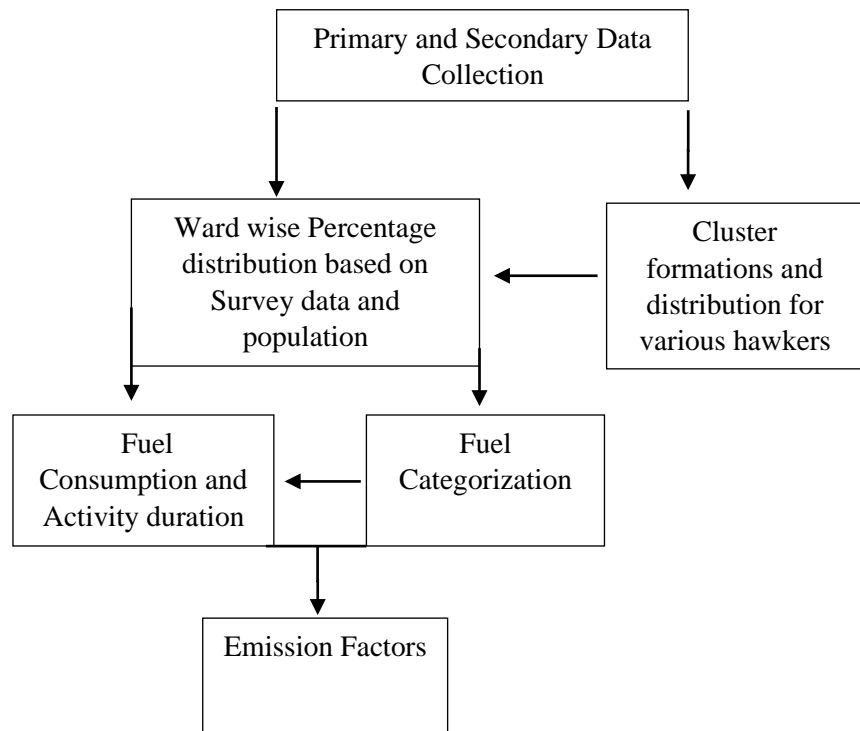 Primary and Secondary Data
Collection
Ward wise Percentage
distribution based on
Survey data and
population
Cluster
formations and
distribution for
various hawkers
Fuel
Consumption and
Activity duration
Fuel
Categorization
Emission Factors